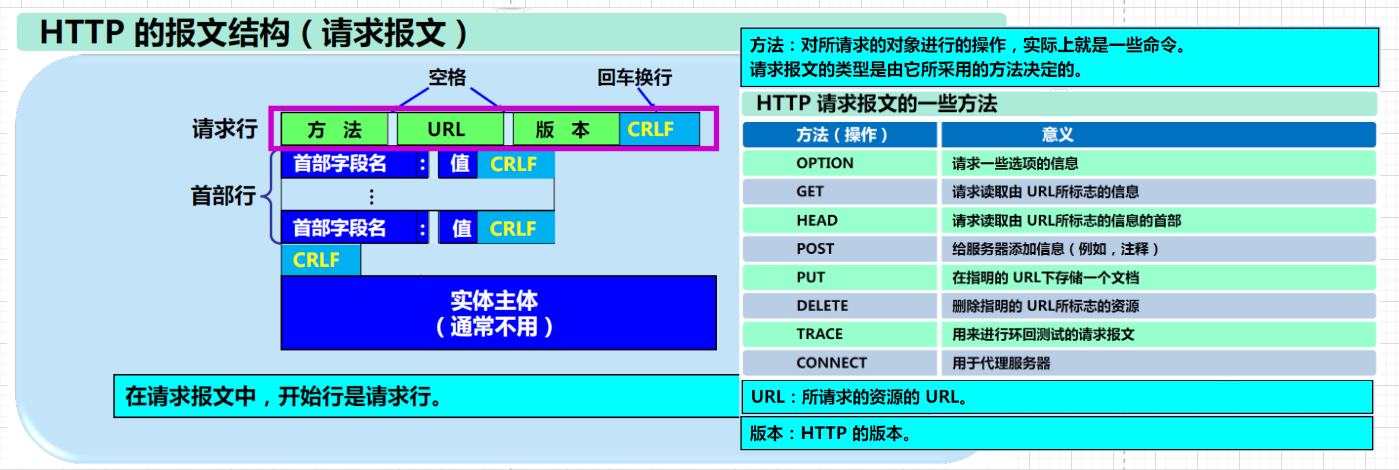 HTTP 的报文结构（请求报文）
空格
回车换行
请求行
方 法
URL
版 本
CRLF
首部行
首部字段名
:
值
CRLF
⋮
首部字段名
:
值
CRLF
CRLF
实体主体
（通常不用）
在请求报文中，开始行是请求行。
方法：对所请求的对象进行的操作，实际上就是一些命令。
请求报文的类型是由它所采用的方法决定的。
HTTP 请求报文的一些方法
方法（操作） 意义
OPTION 请求一些选项的信息
GET 请求读取由 URL所标志的信息
HEAD 请求读取由 URL所标志的信息的首部
POST 给服务器添加信息（例如，注释）
PUT 在指明的 URL下存储一个文档
DELETE 删除指明的 URL所标志的资源
TRACE 用来进行环回测试的请求报文
CONNECT 用于代理服务器
URL：所请求的资源的 URL。
版本：HTTP 的版本。